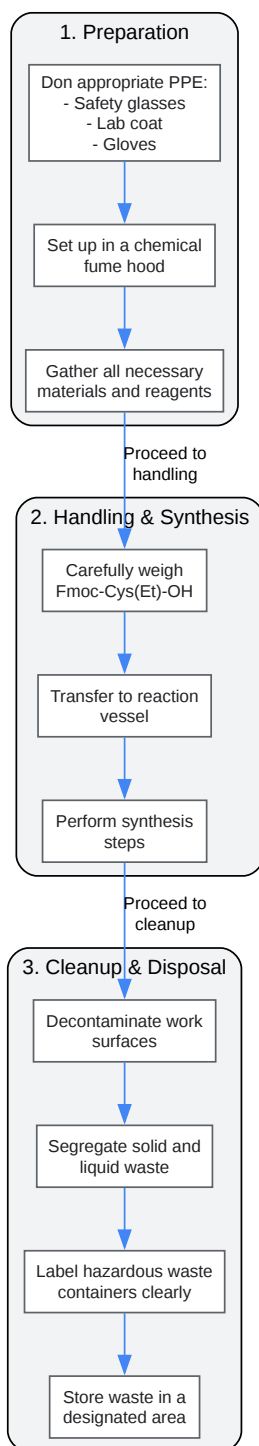 1. Preparation
Don appropriate PPE:
- Safety glasses
- Lab coat
- Gloves
Set up in a chemical
fume hood
Gather all necessary
materials and reagents
Proceed to
handling
2. Handling & Synthesis
Carefully weigh
Fmoc-Cys(Et)-OH
Transfer to reaction
vessel
Perform synthesis
steps
Proceed to
cleanup
3. Cleanup & Disposal
Decontaminate work
surfaces
Segregate solid and
liquid waste
Label hazardous waste
containers clearly
Store waste in a
designated area